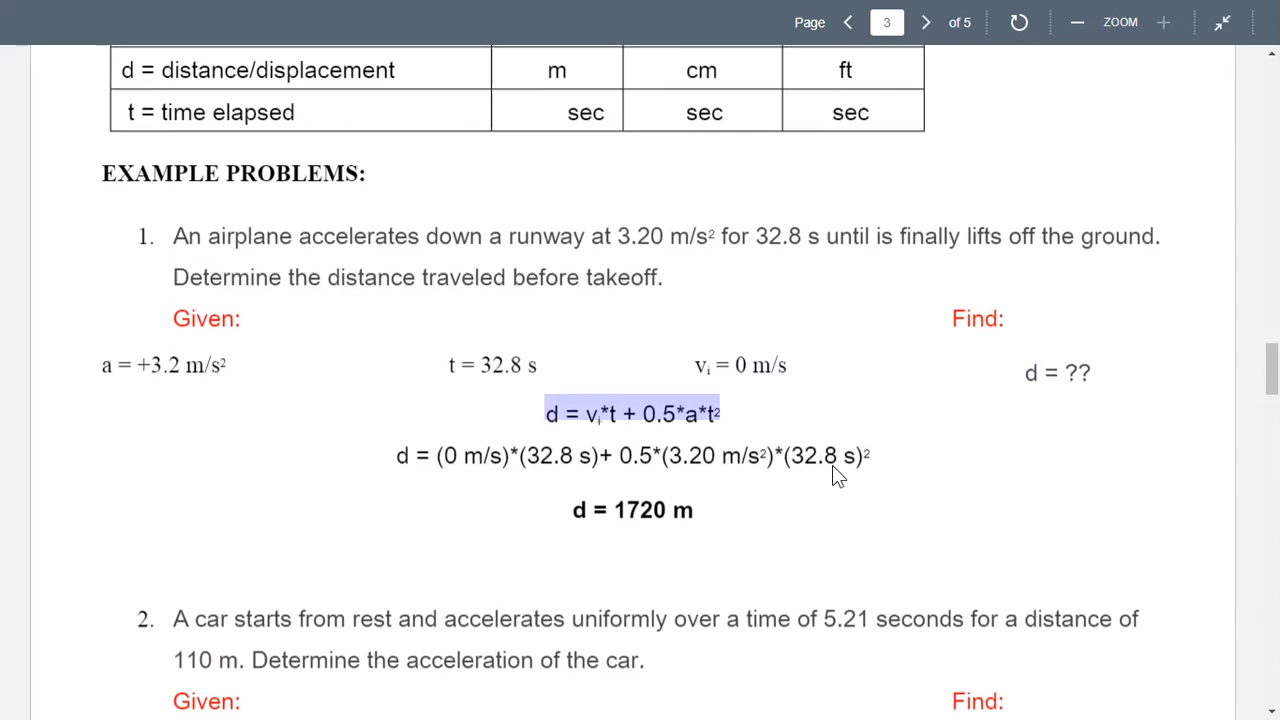 Page 3 of 5 ZOOM
d = distance/displacement m cm ft
t = time elapsed sec sec sec
EXAMPLE PROBLEMS:
1. An airplane accelerates down a runway at 3.20 m/s² for 32.8 s until is finally lifts off the ground.
Determine the distance traveled before takeoff.
Given: Find:
a = +3.2 m/s² t = 32.8 s vᵢ = 0 m/s d = ??
d = vᵢ*t + 0.5*a*t²
d = (0 m/s)*(32.8 s)+ 0.5*(3.20 m/s²)*(32.8 s)²
d = 1720 m
2. A car starts from rest and accelerates uniformly over a time of 5.21 seconds for a distance of
110 m. Determine the acceleration of the car.
Given: Find: